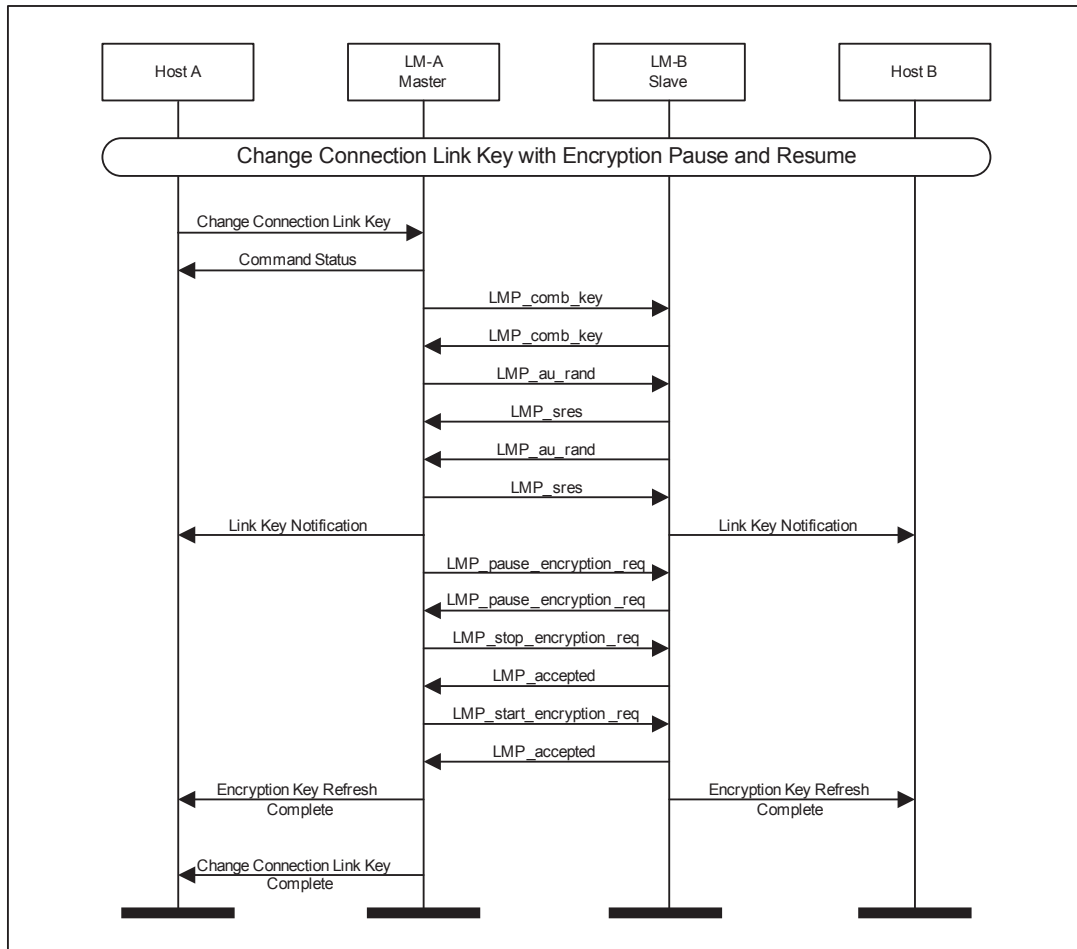 Host A
LM-A
Master
LM-B
Slave
Host B
Change Connection Link Key with Encryption Pause and Resume
Change Connection Link Key
Command Status
LMP_comb_key
LMP_comb_key
LMP_au_rand
LMP_sres
LMP_au_rand
LMP_sres
Link Key Notification
Link Key Notification
LMP_pause_encryption_req
LMP_pause_encryption_req
LMP_stop_encryption_req
LMP_accepted
LMP_start_encryption_req
LMP_accepted
Encryption Key Refresh
Complete
Encryption Key Refresh
Complete
Change Connection Link Key
Complete